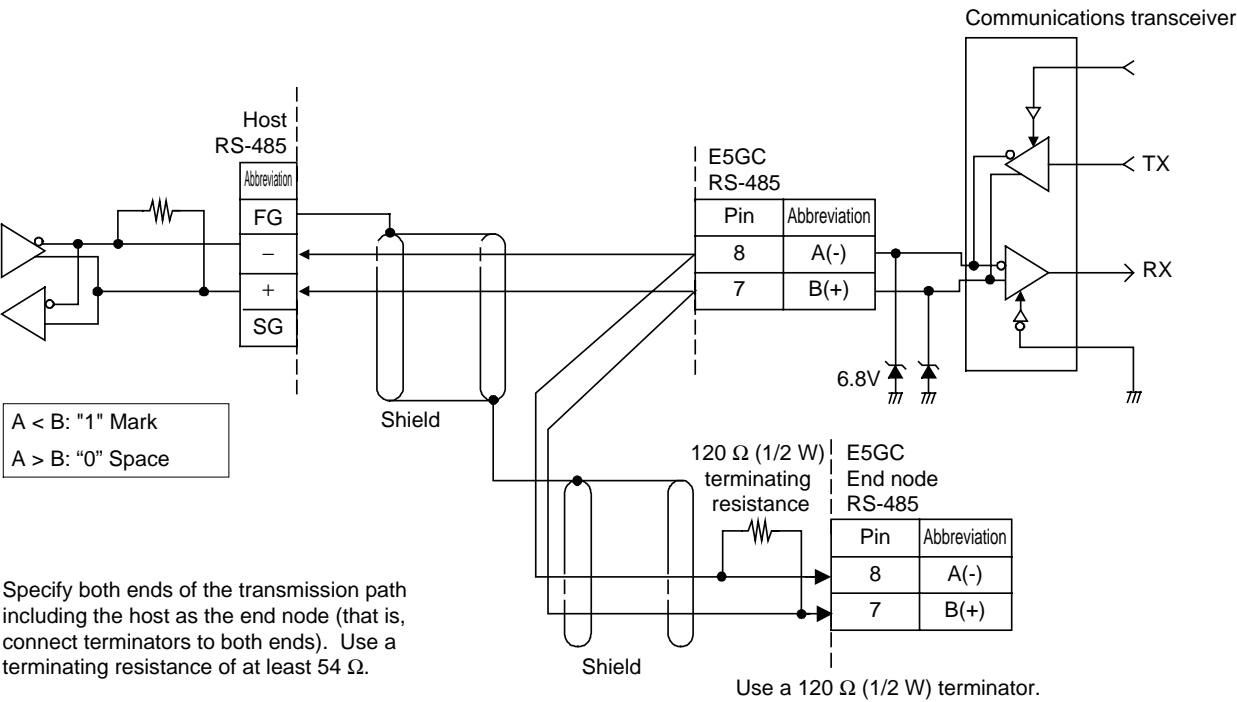 Communications transceiver
Host
RS-485
Abbreviation
FG
−
+
SG
E5GC
RS-485
Pin
Abbreviation
8
A(-)
7
B(+)
TX
RX
6.8V
Shield
A < B: "1" Mark
A > B: “0” Space
120 Ω (1/2 W)
terminating
resistance
E5GC
End node
RS-485
Pin
Abbreviation
8
A(-)
7
B(+)
Shield
Specify both ends of the transmission path
including the host as the end node (that is,
connect terminators to both ends).  Use a
terminating resistance of at least 54 Ω.
Use a 120 Ω (1/2 W) terminator.